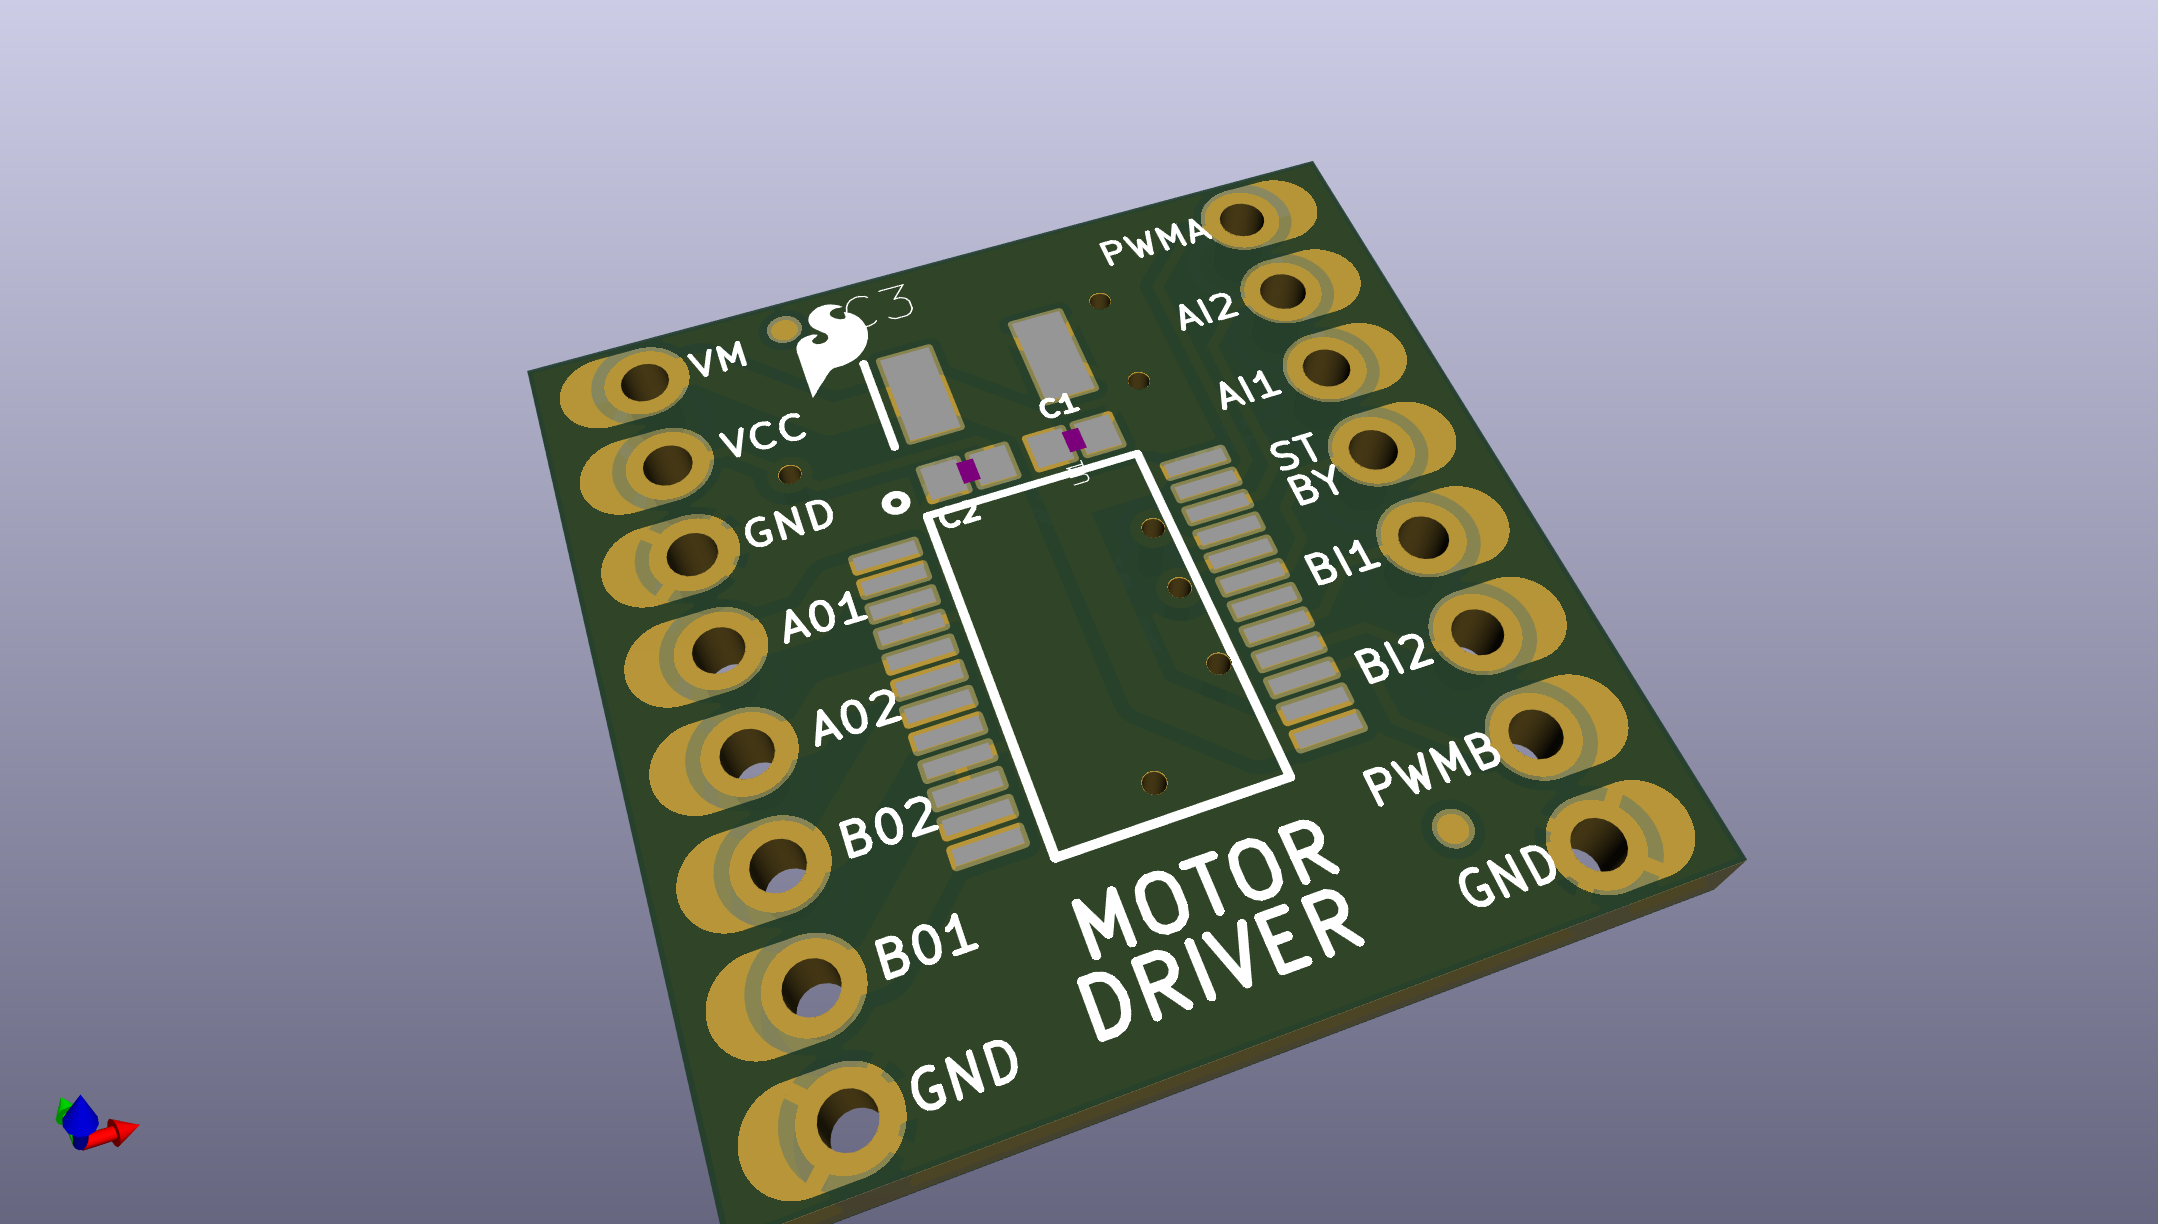 C3
PWMA
VM
AI2
VCC
C1
AI1
GND
C2
ST
BY
A01
BI1
A02
BI2
B02
PWMB
B01
MOTOR
DRIVER
GND
GND